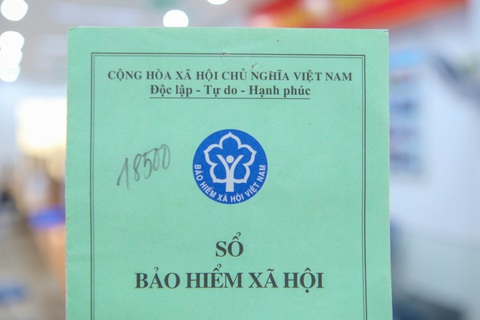 CỘNG HÒA XÃ HỘI CHỦ NGHĨA VIỆT NAM
Độc lập - Tự do - Hạnh phúc
18500
BẢO HIỂM XÃ HỘI VIỆT NAM
SỔ
BẢO HIỂM XÃ HỘI